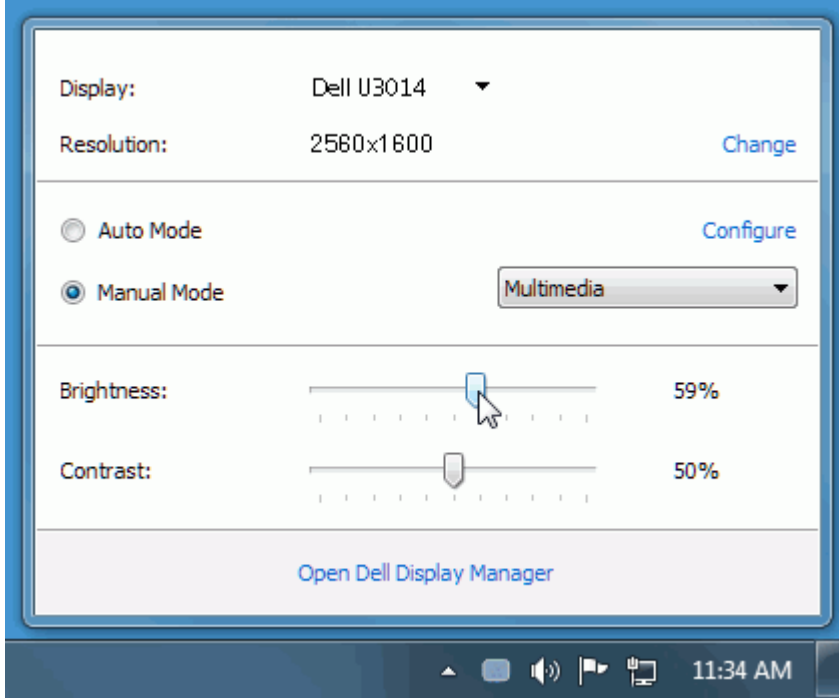 Display: Dell U3014
Resolution: 2560x1600 Change
Auto Mode Configure
Manual Mode Multimedia
Brightness: 59%
Contrast: 50%
Open Dell Display Manager
11:34 AM